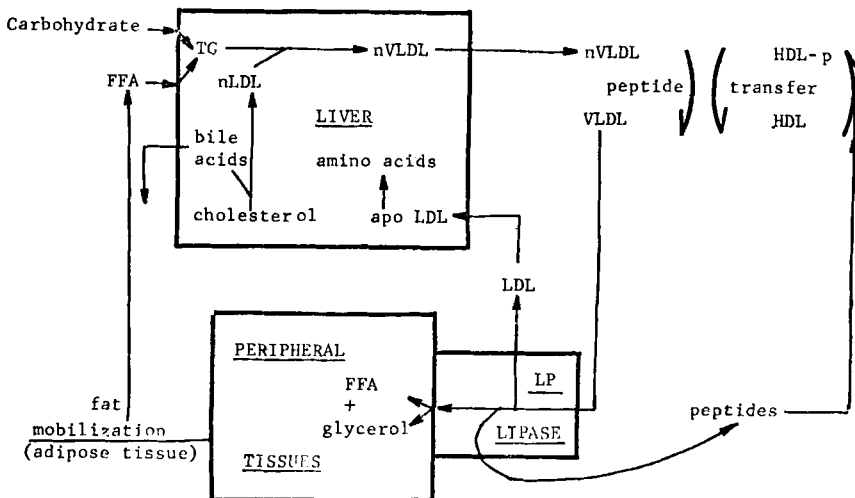 Carbohydrate
TG
nVLDL
nVLDL
HDL-p
FFA
nLDL
peptide
transfer
LIVER
VLDL
HDL
bile
acids
amino acids
cholesterol
apo LDL
LDL
PERIPHERAL
FFA
+
glycerol
LP
LIPASE
TISSUES
fat
mobilization
(adipose tissue)
peptides